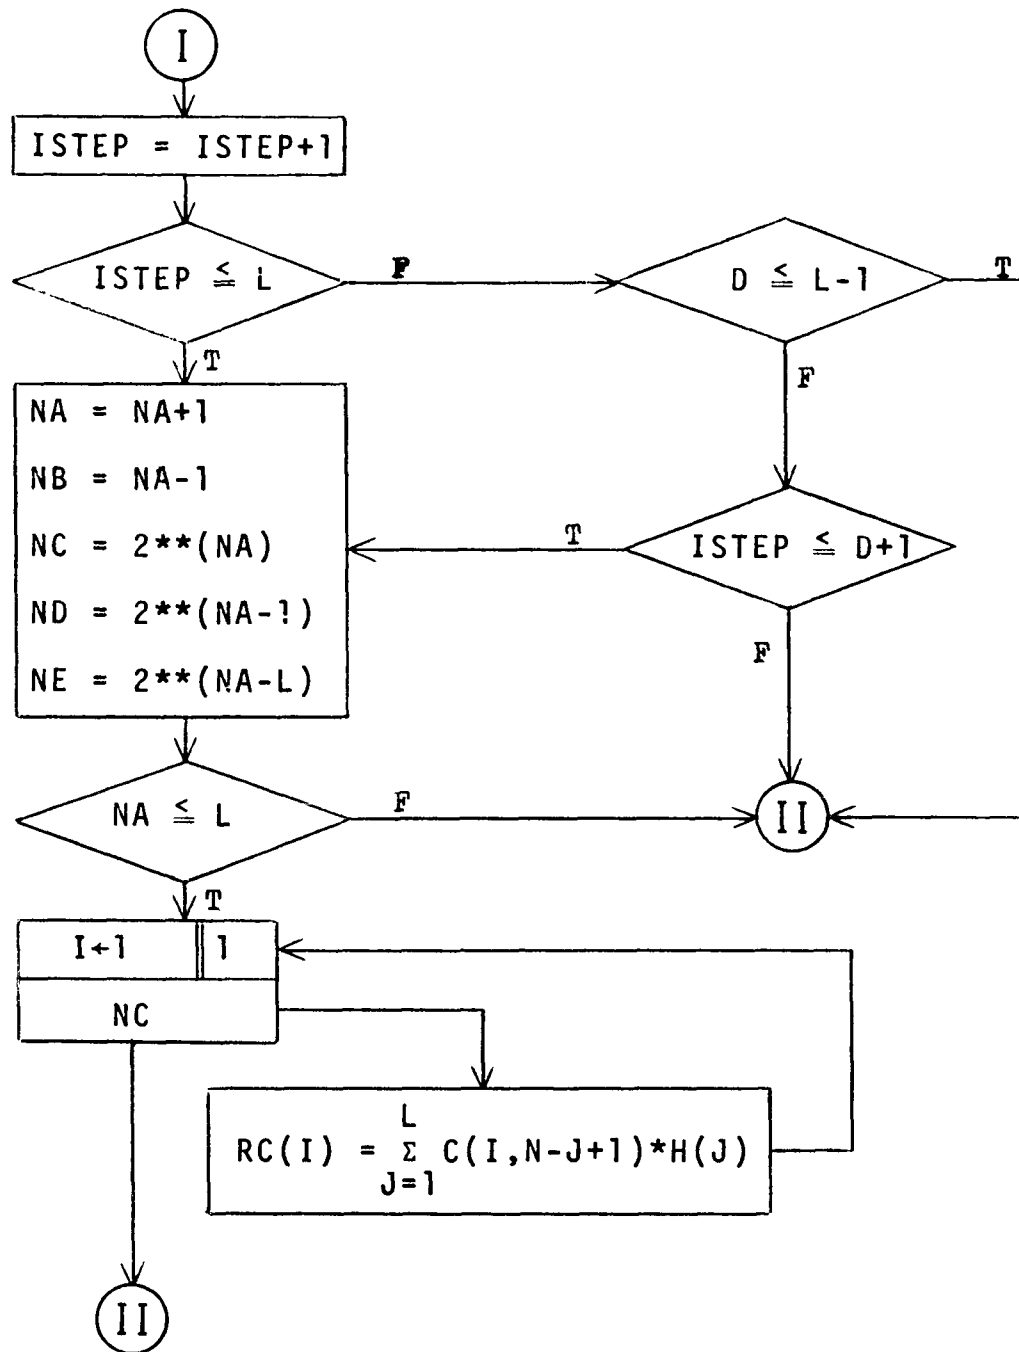 I
ISTEP = ISTEP+1
ISTEP ≦ L
F
D ≦ L-1
T
T
F
NA = NA+1
NB = NA-1
NC = 2**(NA)
ND = 2**(NA-1)
NE = 2**(NA-L)
T
ISTEP ≦ D+1
F
NA ≦ L
F
II
T
I←1 1
NC
L
RC(I) = Σ C(I,N-J+1)*H(J)
J=1
II